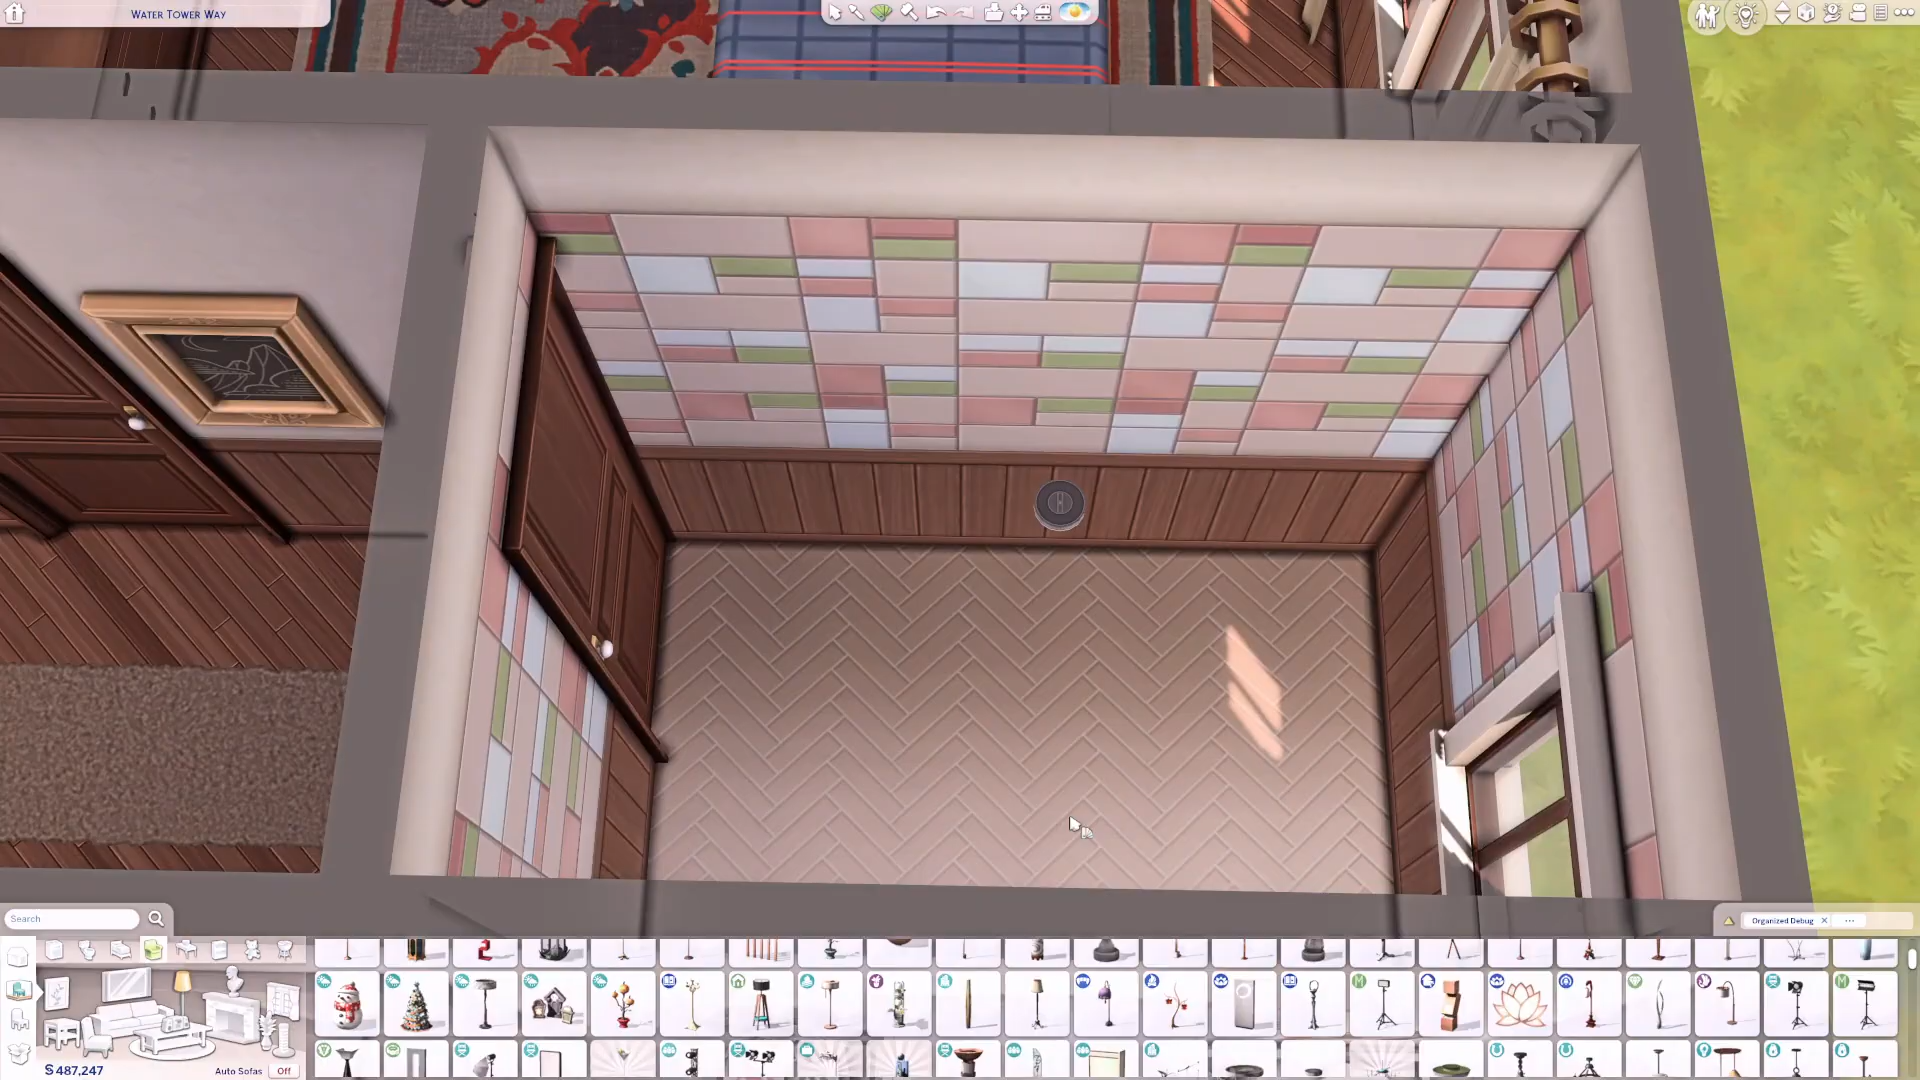 Water Tower Way
Search
Organized Debug
...
§487,247
Auto Sofas
Off